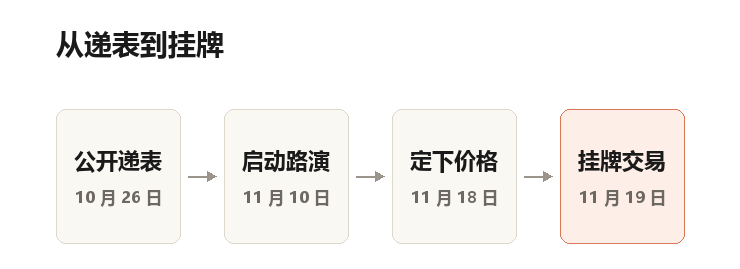 从递表到挂牌
公开递表
10 月 26 日
启动路演
11 月 10 日
定下价格
11 月 18 日
挂牌交易
11 月 19 日